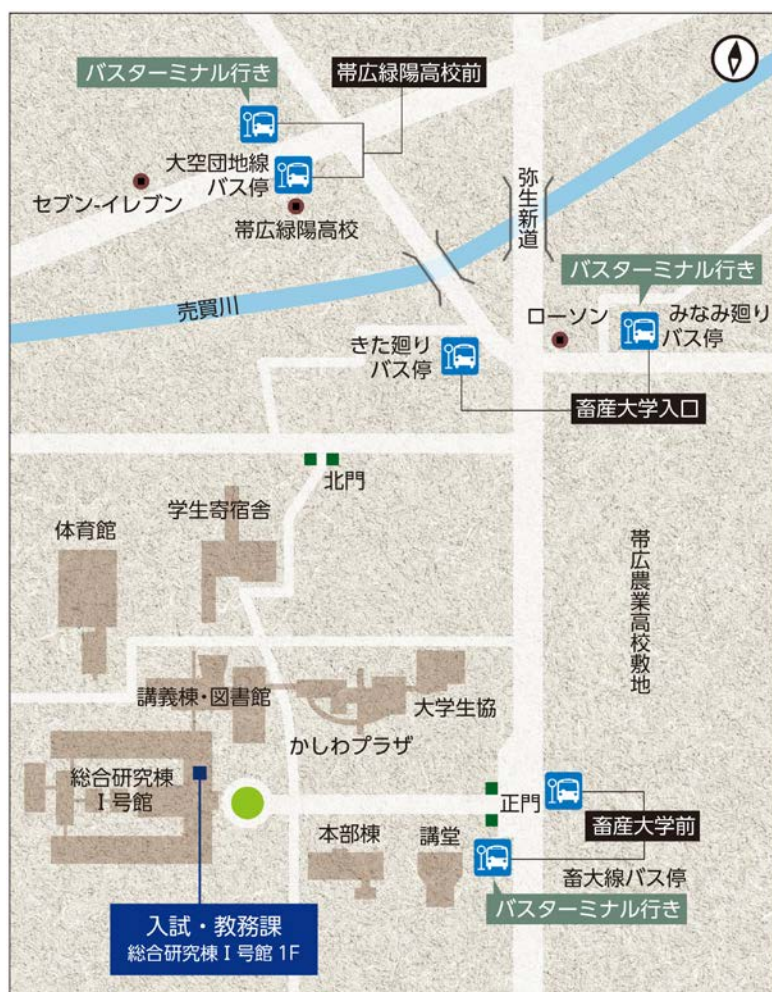 バスターミナル行き
帯広緑陽高校前
大空団地線
バス停
セブン-イレブン
帯広緑陽高校
弥生新道
売買川
バスターミナル行き
ローソン
みなみ廻り
バス停
きた廻り
バス停
畜産大学入口
北門
学生寄宿舎
体育館
帯広農業高校敷地
講義棟・図書館
大学生協
かしわプラザ
総合研究棟
Ⅰ号館
正門
畜産大学前
本部棟
講堂
畜大線バス停
バスターミナル行き
入試・教務課
総合研究棟Ⅰ号館1F